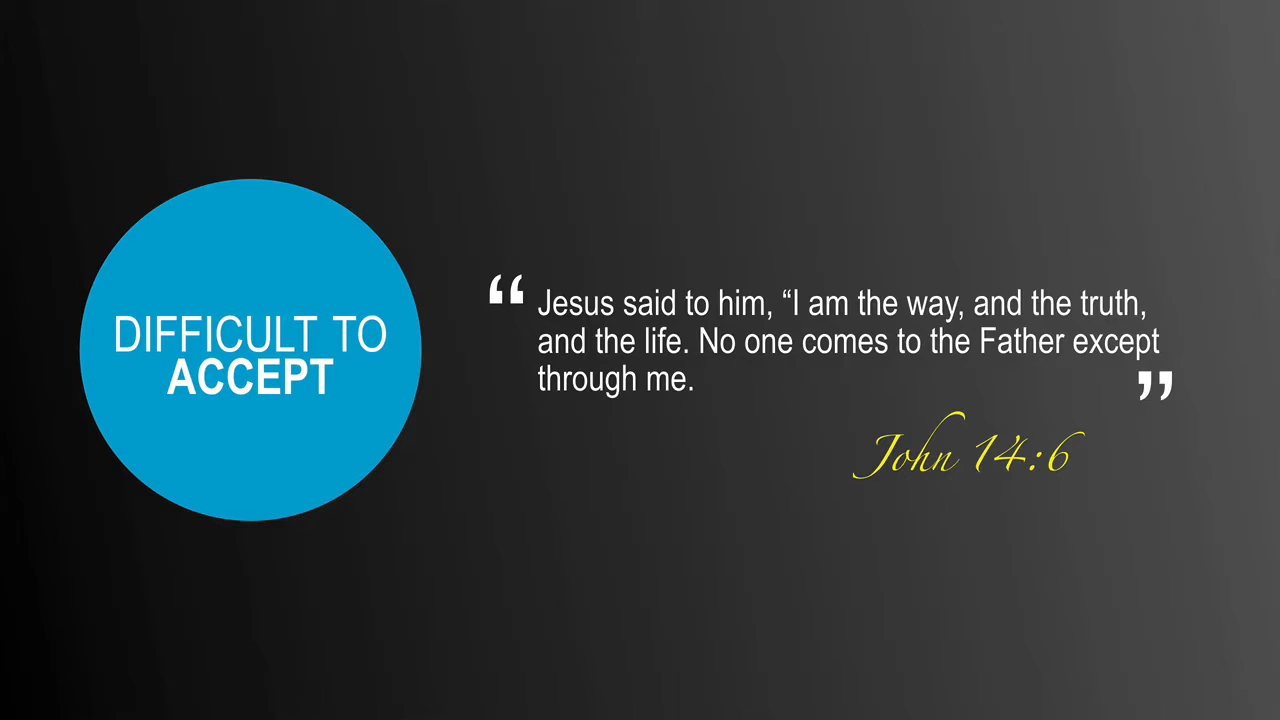 DIFFICULT TO
ACCEPT
“ Jesus said to him, “I am the way, and the truth,
and the life. No one comes to the Father except
through me. ”
John 14:6